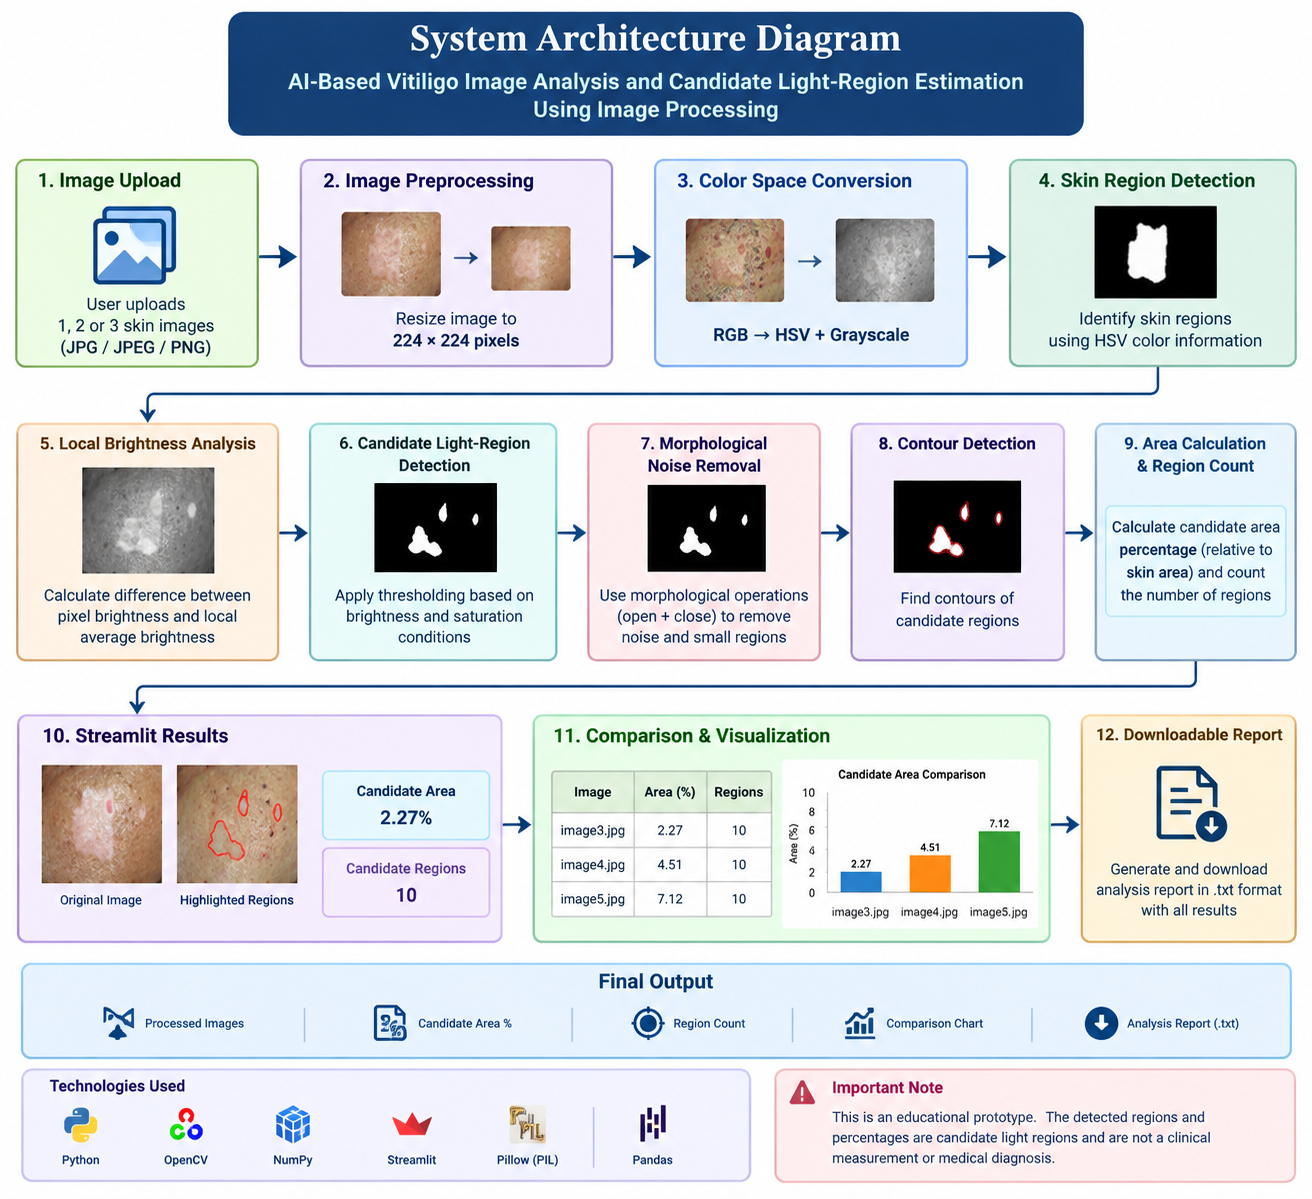 System Architecture Diagram
AI-Based Vitiligo Image Analysis and Candidate Light-Region Estimation
Using Image Processing
1. Image Upload
User uploads
1, 2 or 3 skin images
(JPG / JPEG / PNG)
2. Image Preprocessing
Resize image to
224 × 224 pixels
3. Color Space Conversion
RGB → HSV + Grayscale
4. Skin Region Detection
Identify skin regions
using HSV color information
5. Local Brightness Analysis
Calculate difference between
pixel brightness and local
average brightness
6. Candidate Light-Region
Detection
Apply thresholding based on
brightness and saturation
conditions
7. Morphological
Noise Removal
Use morphological operations
(open + close) to remove
noise and small regions
8. Contour Detection
Find contours of
candidate regions
9. Area Calculation
& Region Count
Calculate candidate area
percentage (relative to
skin area) and count
the number of regions
10. Streamlit Results
Original Image
Highlighted Regions
Candidate Area
2.27%
Candidate Regions
10
11. Comparison & Visualization
Image Area (%) Regions
image3.jpg 2.27 10
image4.jpg 4.51 10
image5.jpg 7.12 10
Candidate Area Comparison
Area (%)
10
8
6
4
2
0
2.27
4.51
7.12
image3.jpg image4.jpg image5.jpg
12. Downloadable Report
Generate and download
analysis report in .txt format
with all results
Final Output
Processed Images
Candidate Area %
Region Count
Comparison Chart
Analysis Report (.txt)
Technologies Used
Python
OpenCV
NumPy
Streamlit
Pillow (PIL)
Pandas
Important Note
This is an educational prototype. The detected regions and
percentages are candidate light regions and are not a clinical
measurement or medical diagnosis.